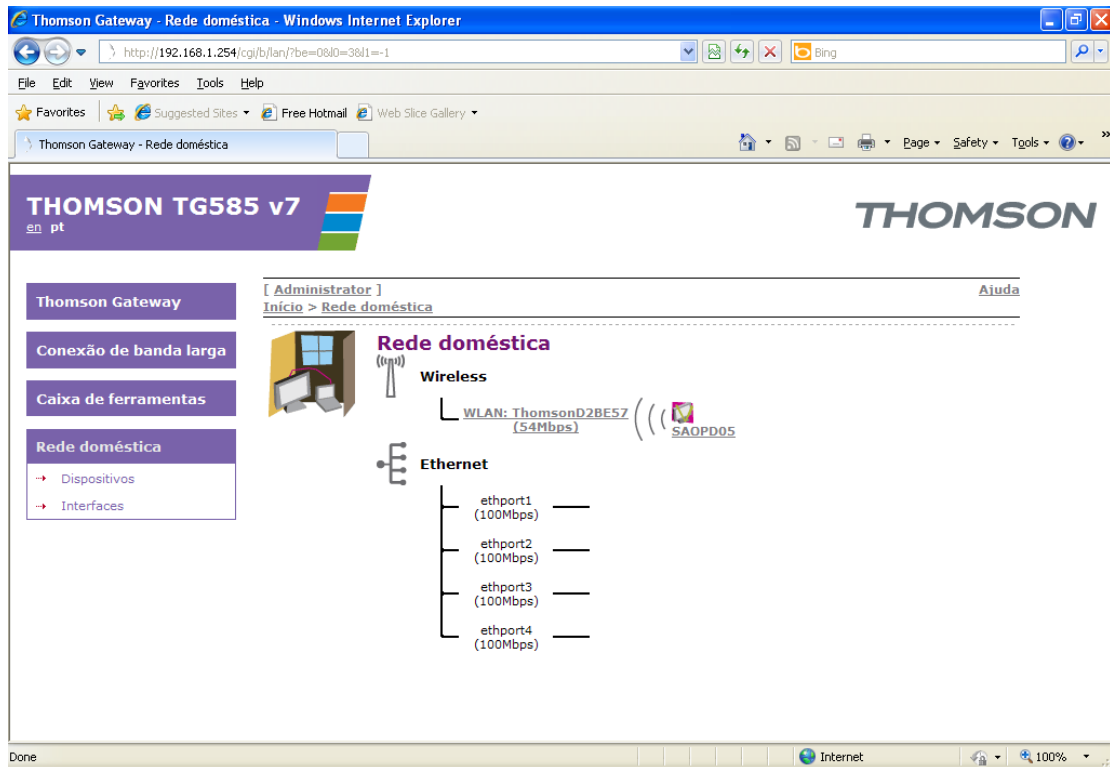 Thomson Gateway - Rede doméstica - Windows Internet Explorer
http://192.168.1.254/cgi/b/lan/?be=0&l0=3&l1=-1
Bing
File Edit View Favorites Tools Help
Favorites Suggested Sites Free Hotmail Web Slice Gallery
Thomson Gateway - Rede doméstica
Page Safety Tools »
THOMSON TG585 v7
en pt
THOMSON
[ Administrator ] Ajuda
Início > Rede doméstica
Thomson Gateway
Conexão de banda larga
Caixa de ferramentas
Rede doméstica
Dispositivos
Interfaces
Rede doméstica
Wireless
WLAN: ThomsonD2BE57
(54Mbps)
SAOPD05
Ethernet
ethport1
(100Mbps)
ethport2
(100Mbps)
ethport3
(100Mbps)
ethport4
(100Mbps)
Done Internet 100%